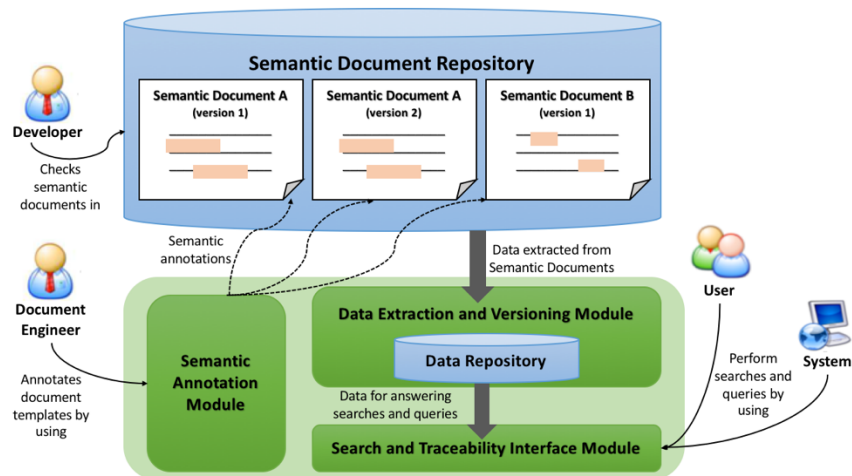 Semantic Document Repository
Semantic Document A
(version 1)
Semantic Document A
(version 2)
Semantic Document B
(version 1)
Developer
Checks
semantic
documents in
Semantic
annotations
Data extracted from
Semantic Documents
Document
Engineer
Annotates
document
templates by
using
Semantic
Annotation
Module
Data Extraction and Versioning Module
Data Repository
Data for answering
searches and queries
Search and Traceability Interface Module
User
System
Perform
searches and
queries by
using